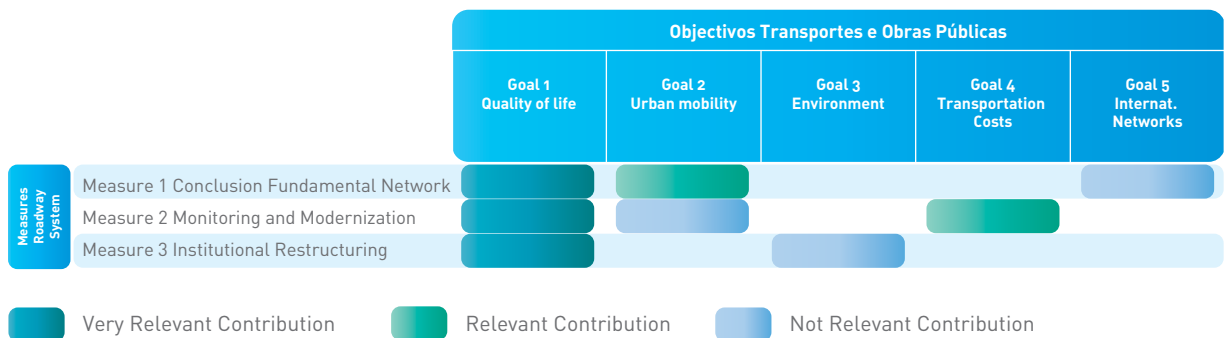 Objectivos Transportes e Obras Públicas
Goal 1
Quality of life
Goal 2
Urban mobility
Goal 3
Environment
Goal 4
Transportation
Costs
Goal 5
Internat.
Networks
Measures
Roadway
System
Measure 1 Conclusion Fundamental Network
Measure 2 Monitoring and Modernization
Measure 3 Institutional Restructuring
Very Relevant Contribution
Relevant Contribution
Not Relevant Contribution